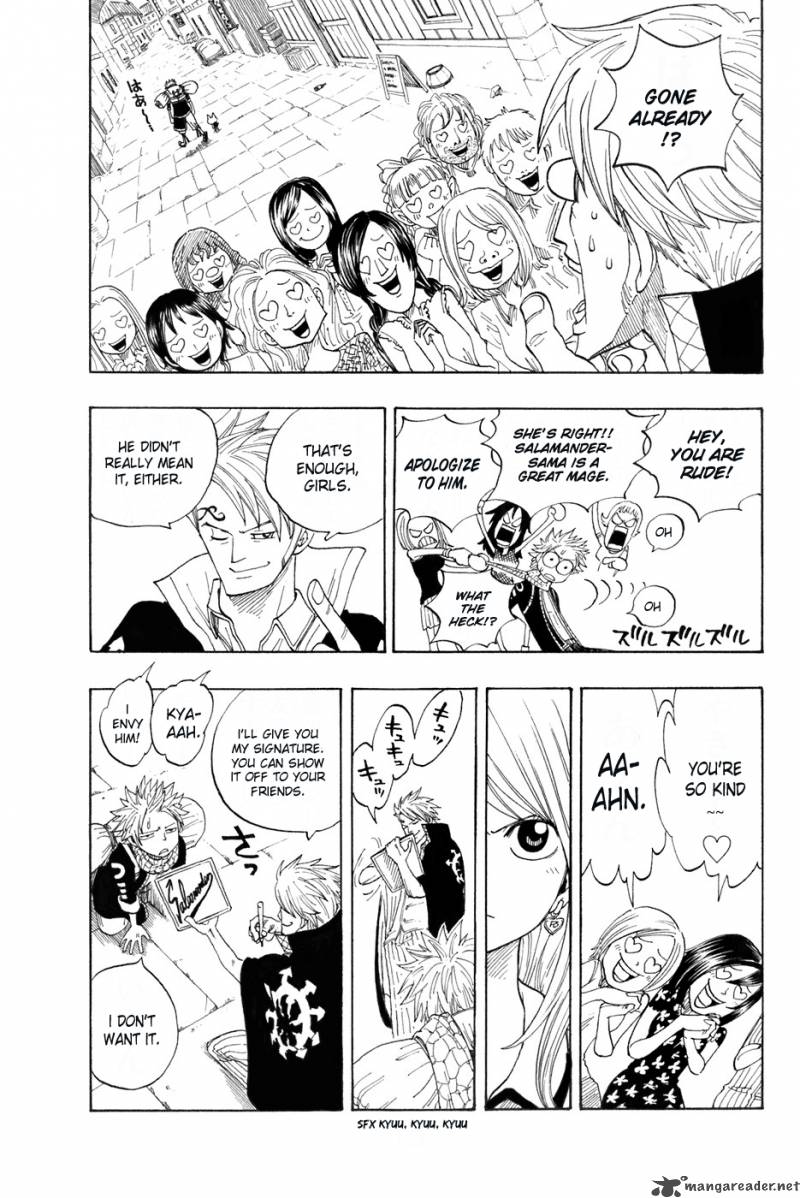 GONE
ALREADY
!?
はあ〜
HEY,
YOU ARE
RUDE!
SHE'S RIGHT!!
SALAMANDER-
SAMA IS A
GREAT MAGE.
APOLOGIZE
TO HIM.
OH
OH
WHAT
THE
HECK!?
ズルズルズル
THAT'S
ENOUGH,
GIRLS.
HE DIDN'T
REALLY MEAN
IT, EITHER.
YOU'RE
SO KIND
~~
♡
AA-
AHN.
キュッ
キュキュ
キュッ
I'LL GIVE YOU
MY SIGNATURE.
YOU CAN SHOW
IT OFF TO YOUR
FRIENDS.
KYA-
AAH.
I
ENVY
HIM!
さっ
Salamander
I DON'T
WANT IT.
SFX KYUU, KYUU, KYUU
mangareader.net